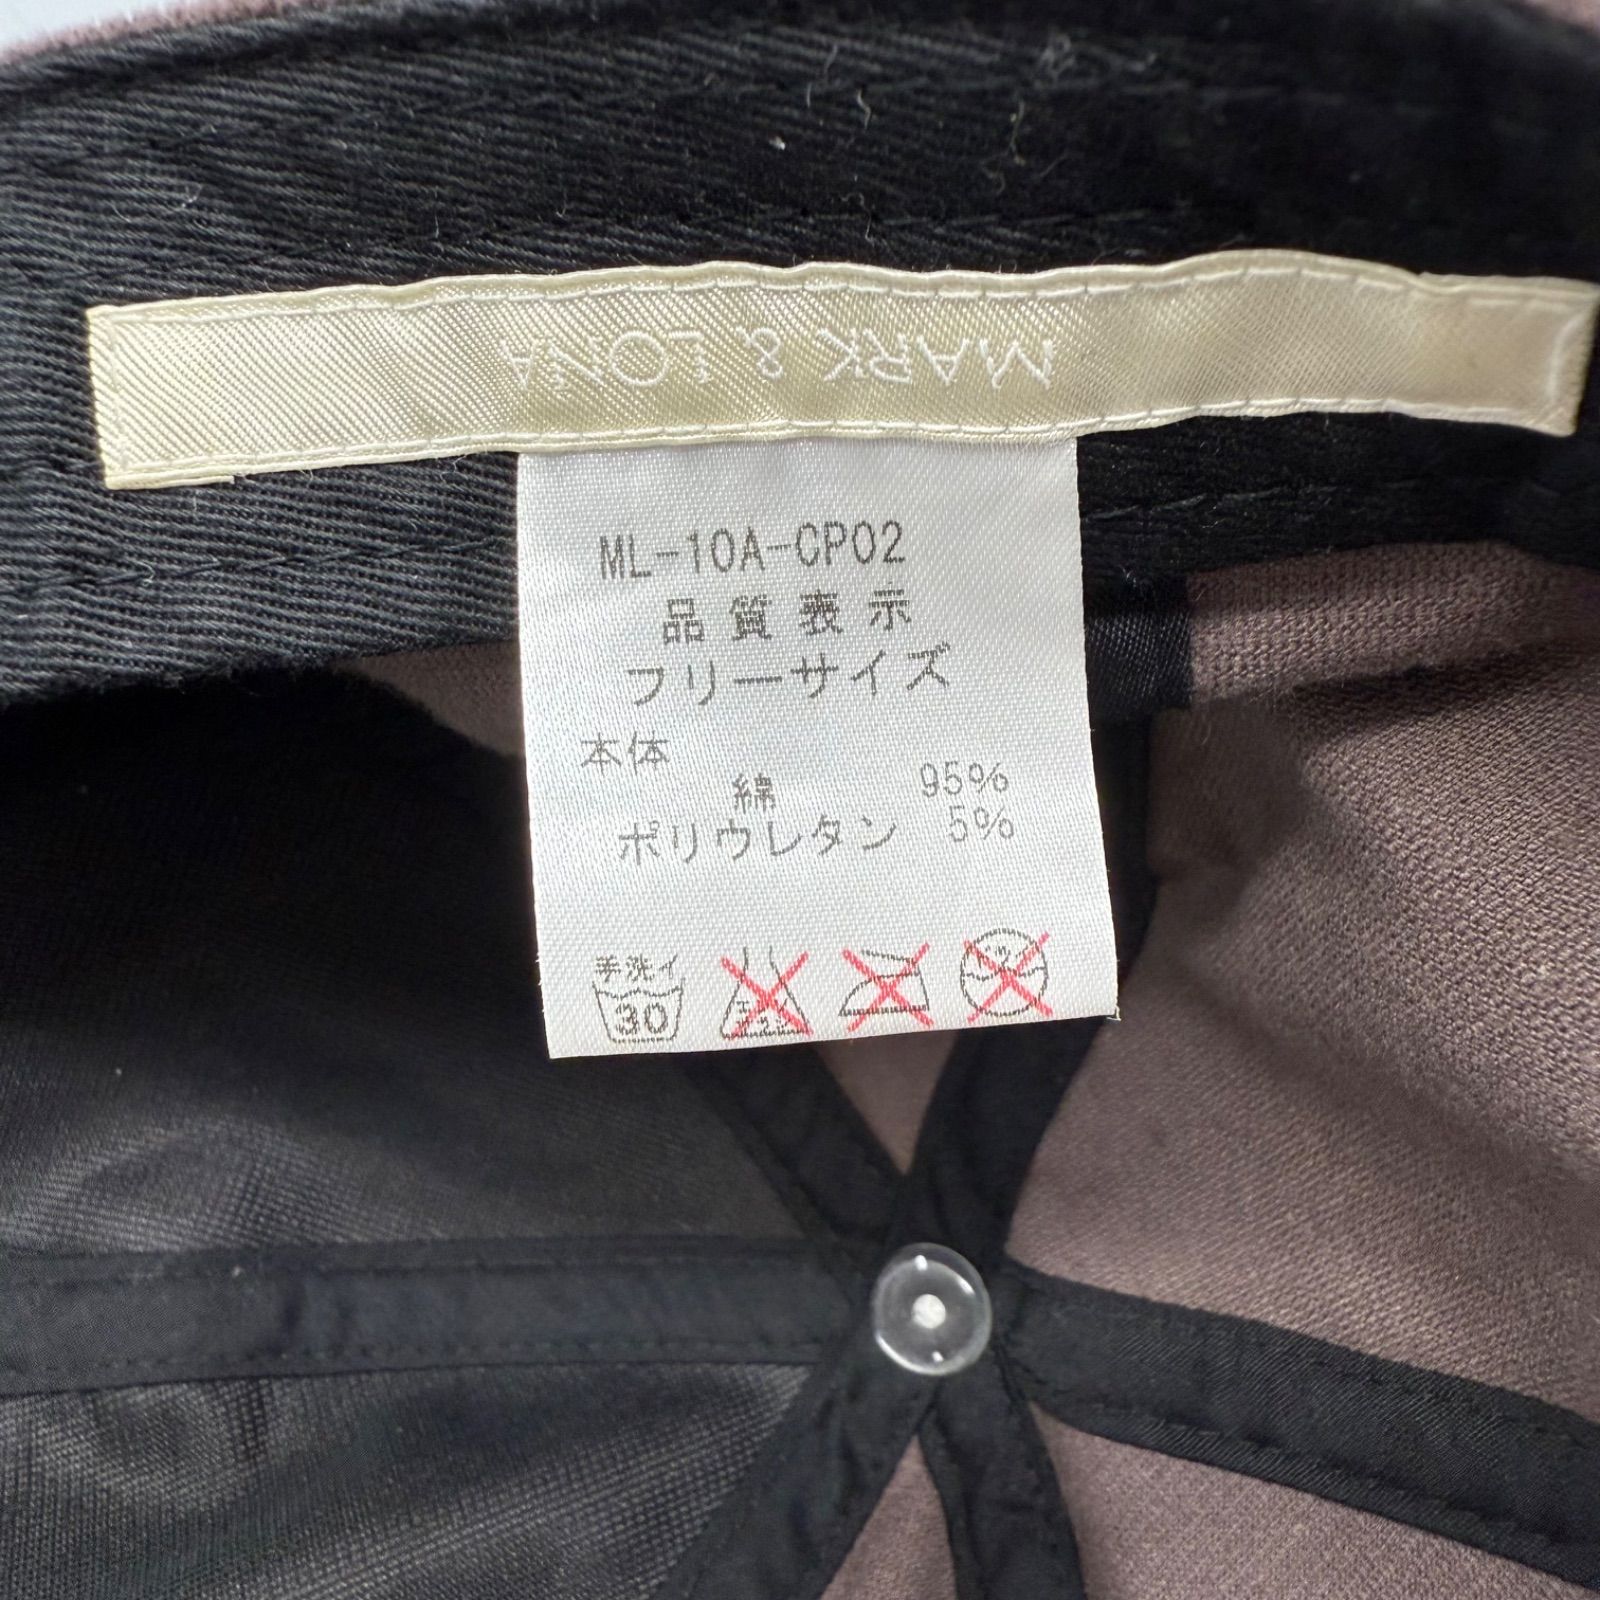 MARK & LONA
ML-10A-CP02
品質表示
フリーサイズ
本体
綿 95%
ポリウレタン 5%
手洗イ
30